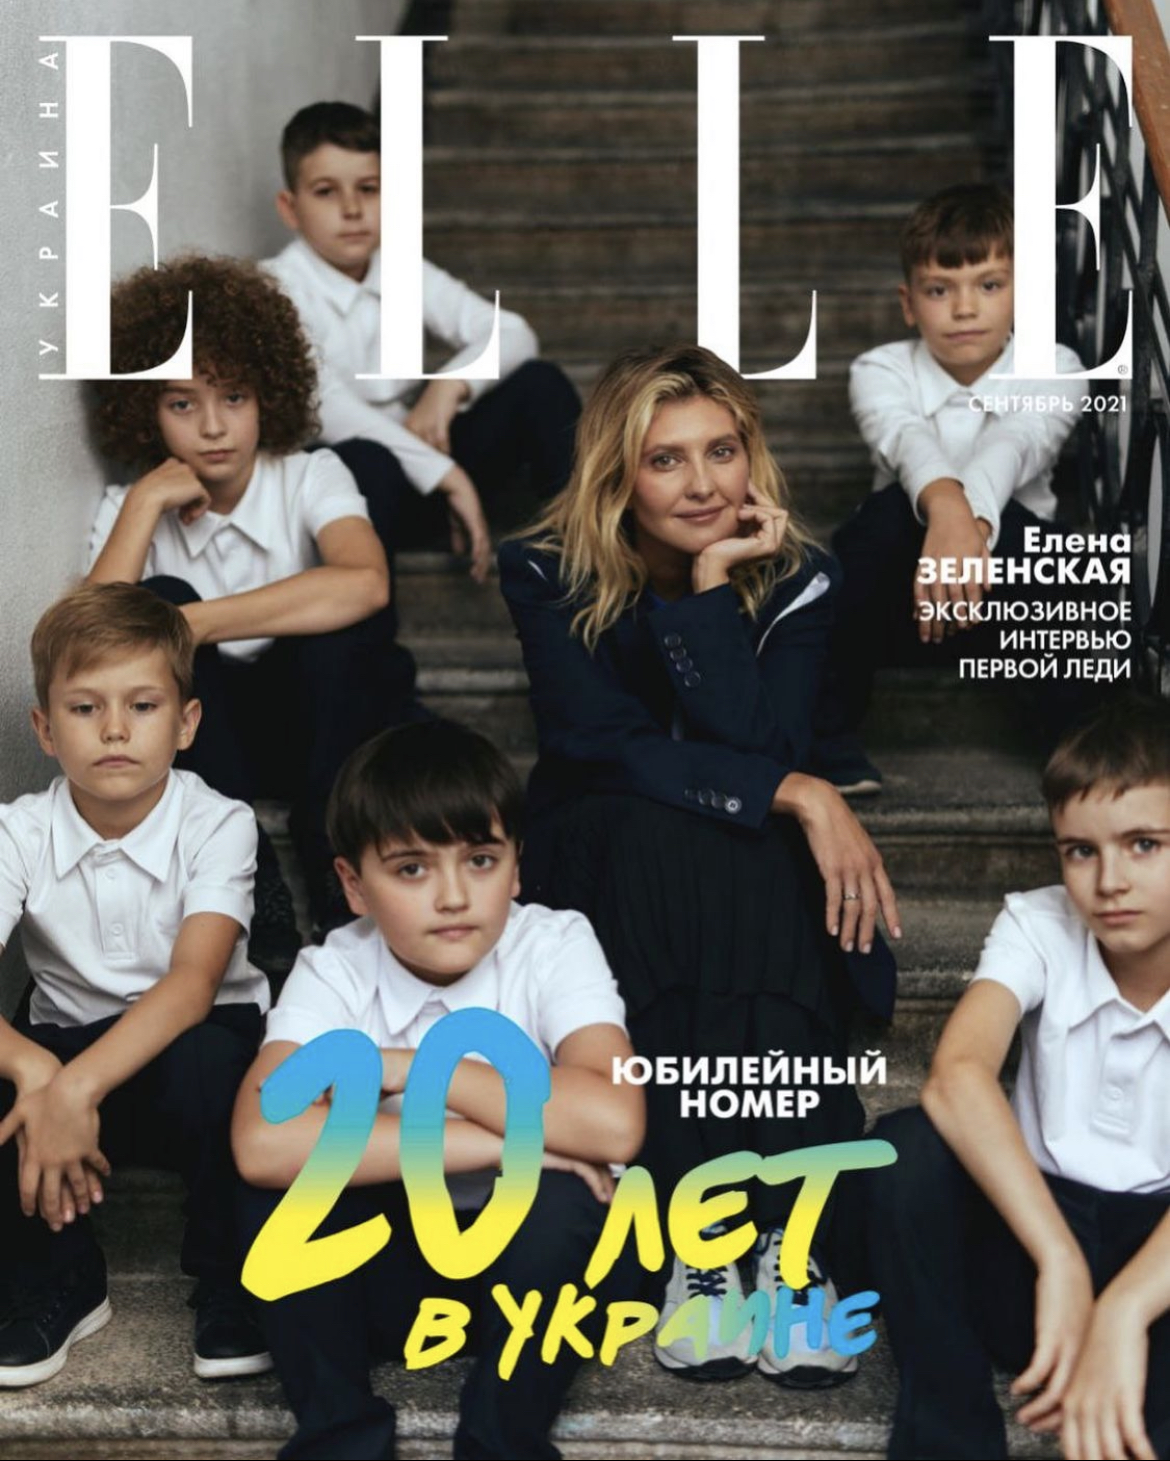 УКРАИНА
ELLE
СЕНТЯБРЬ 2021
Елена
ЗЕЛЕНСКАЯ
ЭКСКЛЮЗИВНОЕ
ИНТЕРВЬЮ
ПЕРВОЙ ЛЕДИ
ЮБИЛЕЙНЫЙ
НОМЕР
20 ЛЕТ
В УКРАИНЕ